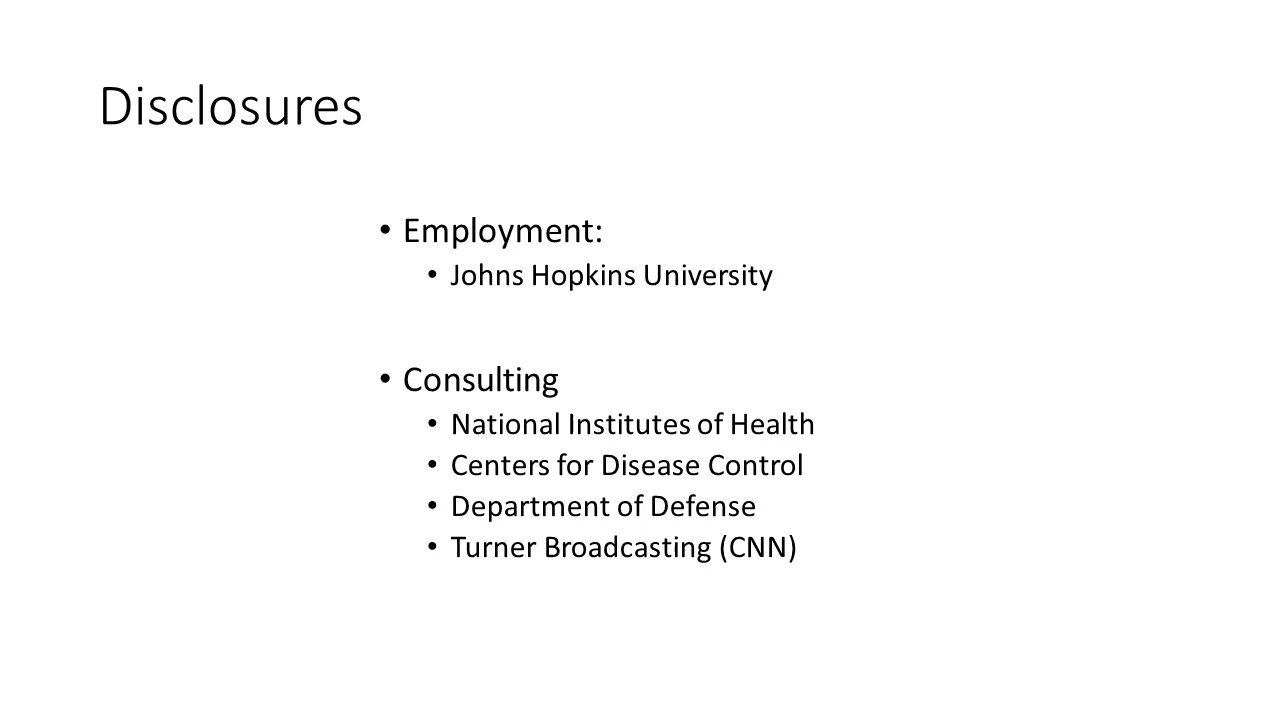 Disclosures
• Employment:
• Johns Hopkins University
• Consulting
• National Institutes of Health
• Centers for Disease Control
• Department of Defense
• Turner Broadcasting (CNN)